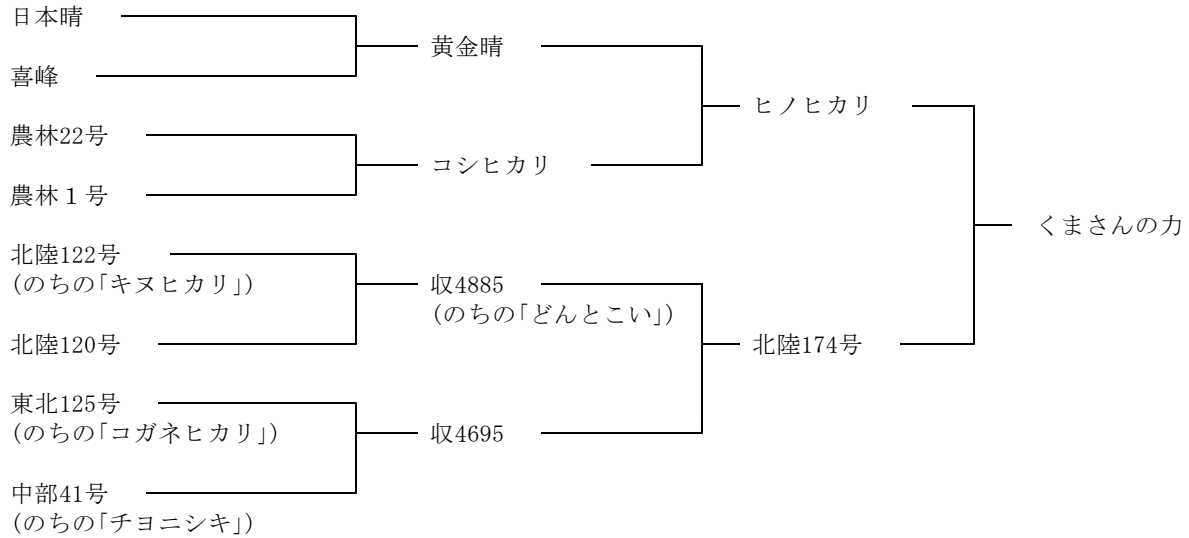 日本晴
黄金晴
喜峰
ヒノヒカリ
農林22号
コシヒカリ
農林１号
くまさんの力
北陸122号
(のちの｢キヌヒカリ｣)
収4885
(のちの｢どんとこい｣)
北陸120号
北陸174号
東北125号
(のちの｢コガネヒカリ｣)
収4695
中部41号
(のちの｢チヨニシキ｣)